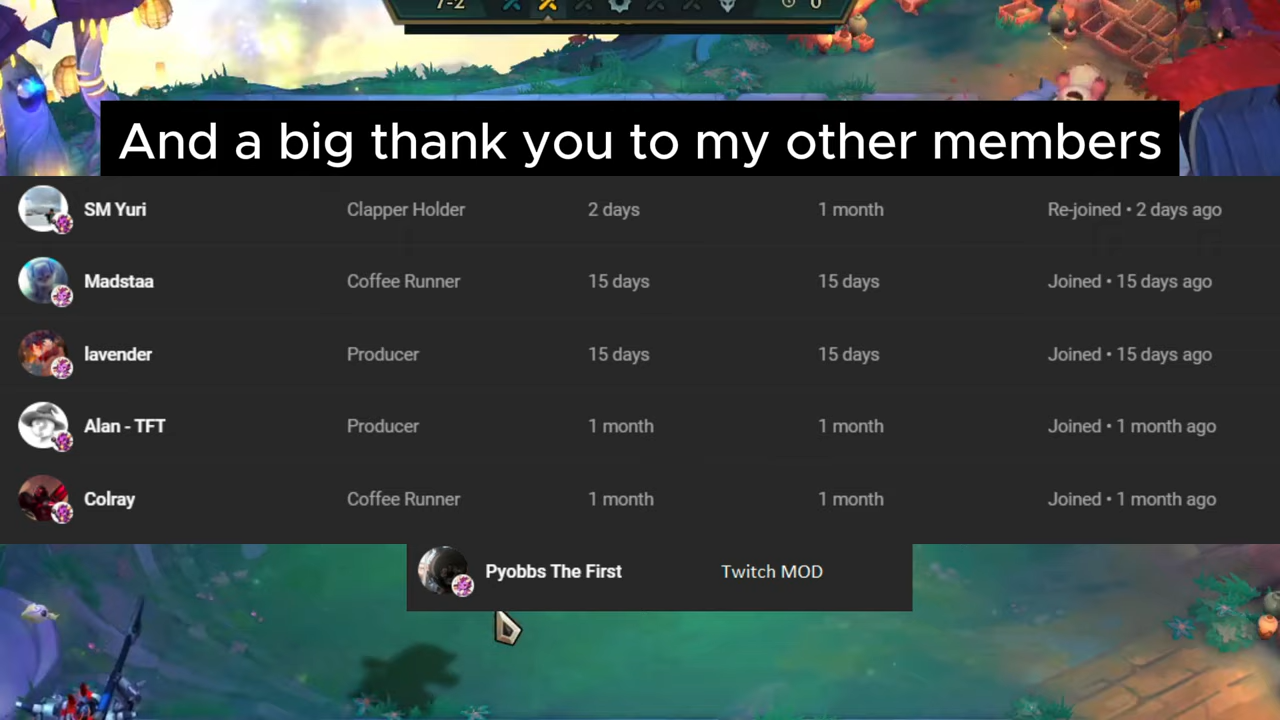 7-2 0
And a big thank you to my other members
SM Yuri Clapper Holder 2 days 1 month Re-joined • 2 days ago
Madstaa Coffee Runner 15 days 15 days Joined • 15 days ago
lavender Producer 15 days 15 days Joined • 15 days ago
Alan - TFT Producer 1 month 1 month Joined • 1 month ago
Colray Coffee Runner 1 month 1 month Joined • 1 month ago
Pyobbs The First Twitch MOD